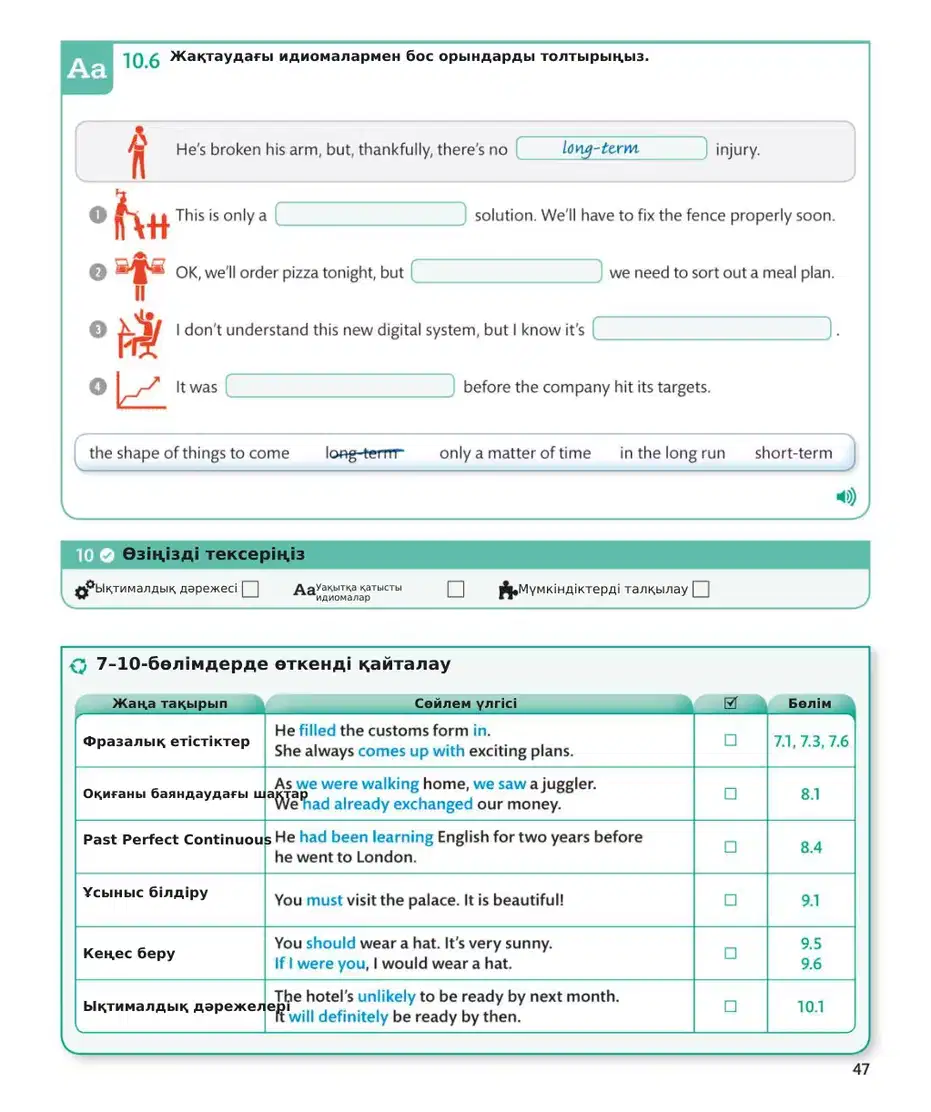 Aa 10.6 Жақтаудағы идиомалармен бос орындарды толтырыңыз.
He's broken his arm, but, thankfully, there's no long-term injury.
1 This is only a solution. We'll have to fix the fence properly soon.
2 OK, we'll order pizza tonight, but we need to sort out a meal plan.
3 I don't understand this new digital system, but I know it's .
4 It was before the company hit its targets.
the shape of things to come long-term only a matter of time in the long run short-term
10 Өзіңізді тексеріңіз
Ықтималдық дәрежесі Aa Уақытқа қатысты идиомалар Мүмкіндіктерді талқылау
7–10-бөлімдерде өткенді қайталау
Жаңа тақырып Сөйлем үлгісі Бөлім
Фразалық етістіктер He filled the customs form in.
She always comes up with exciting plans. 7.1, 7.3, 7.6
Оқиғаны баяндаудағы шақтар As we were walking home, we saw a juggler.
We had already exchanged our money. 8.1
Past Perfect Continuous He had been learning English for two years before
he went to London. 8.4
Ұсыныс білдіру You must visit the palace. It is beautiful! 9.1
Кеңес беру You should wear a hat. It's very sunny. 9.5
If I were you, I would wear a hat. 9.6
Ықтималдық дәрежелері The hotel's unlikely to be ready by next month.
It will definitely be ready by then. 10.1
47